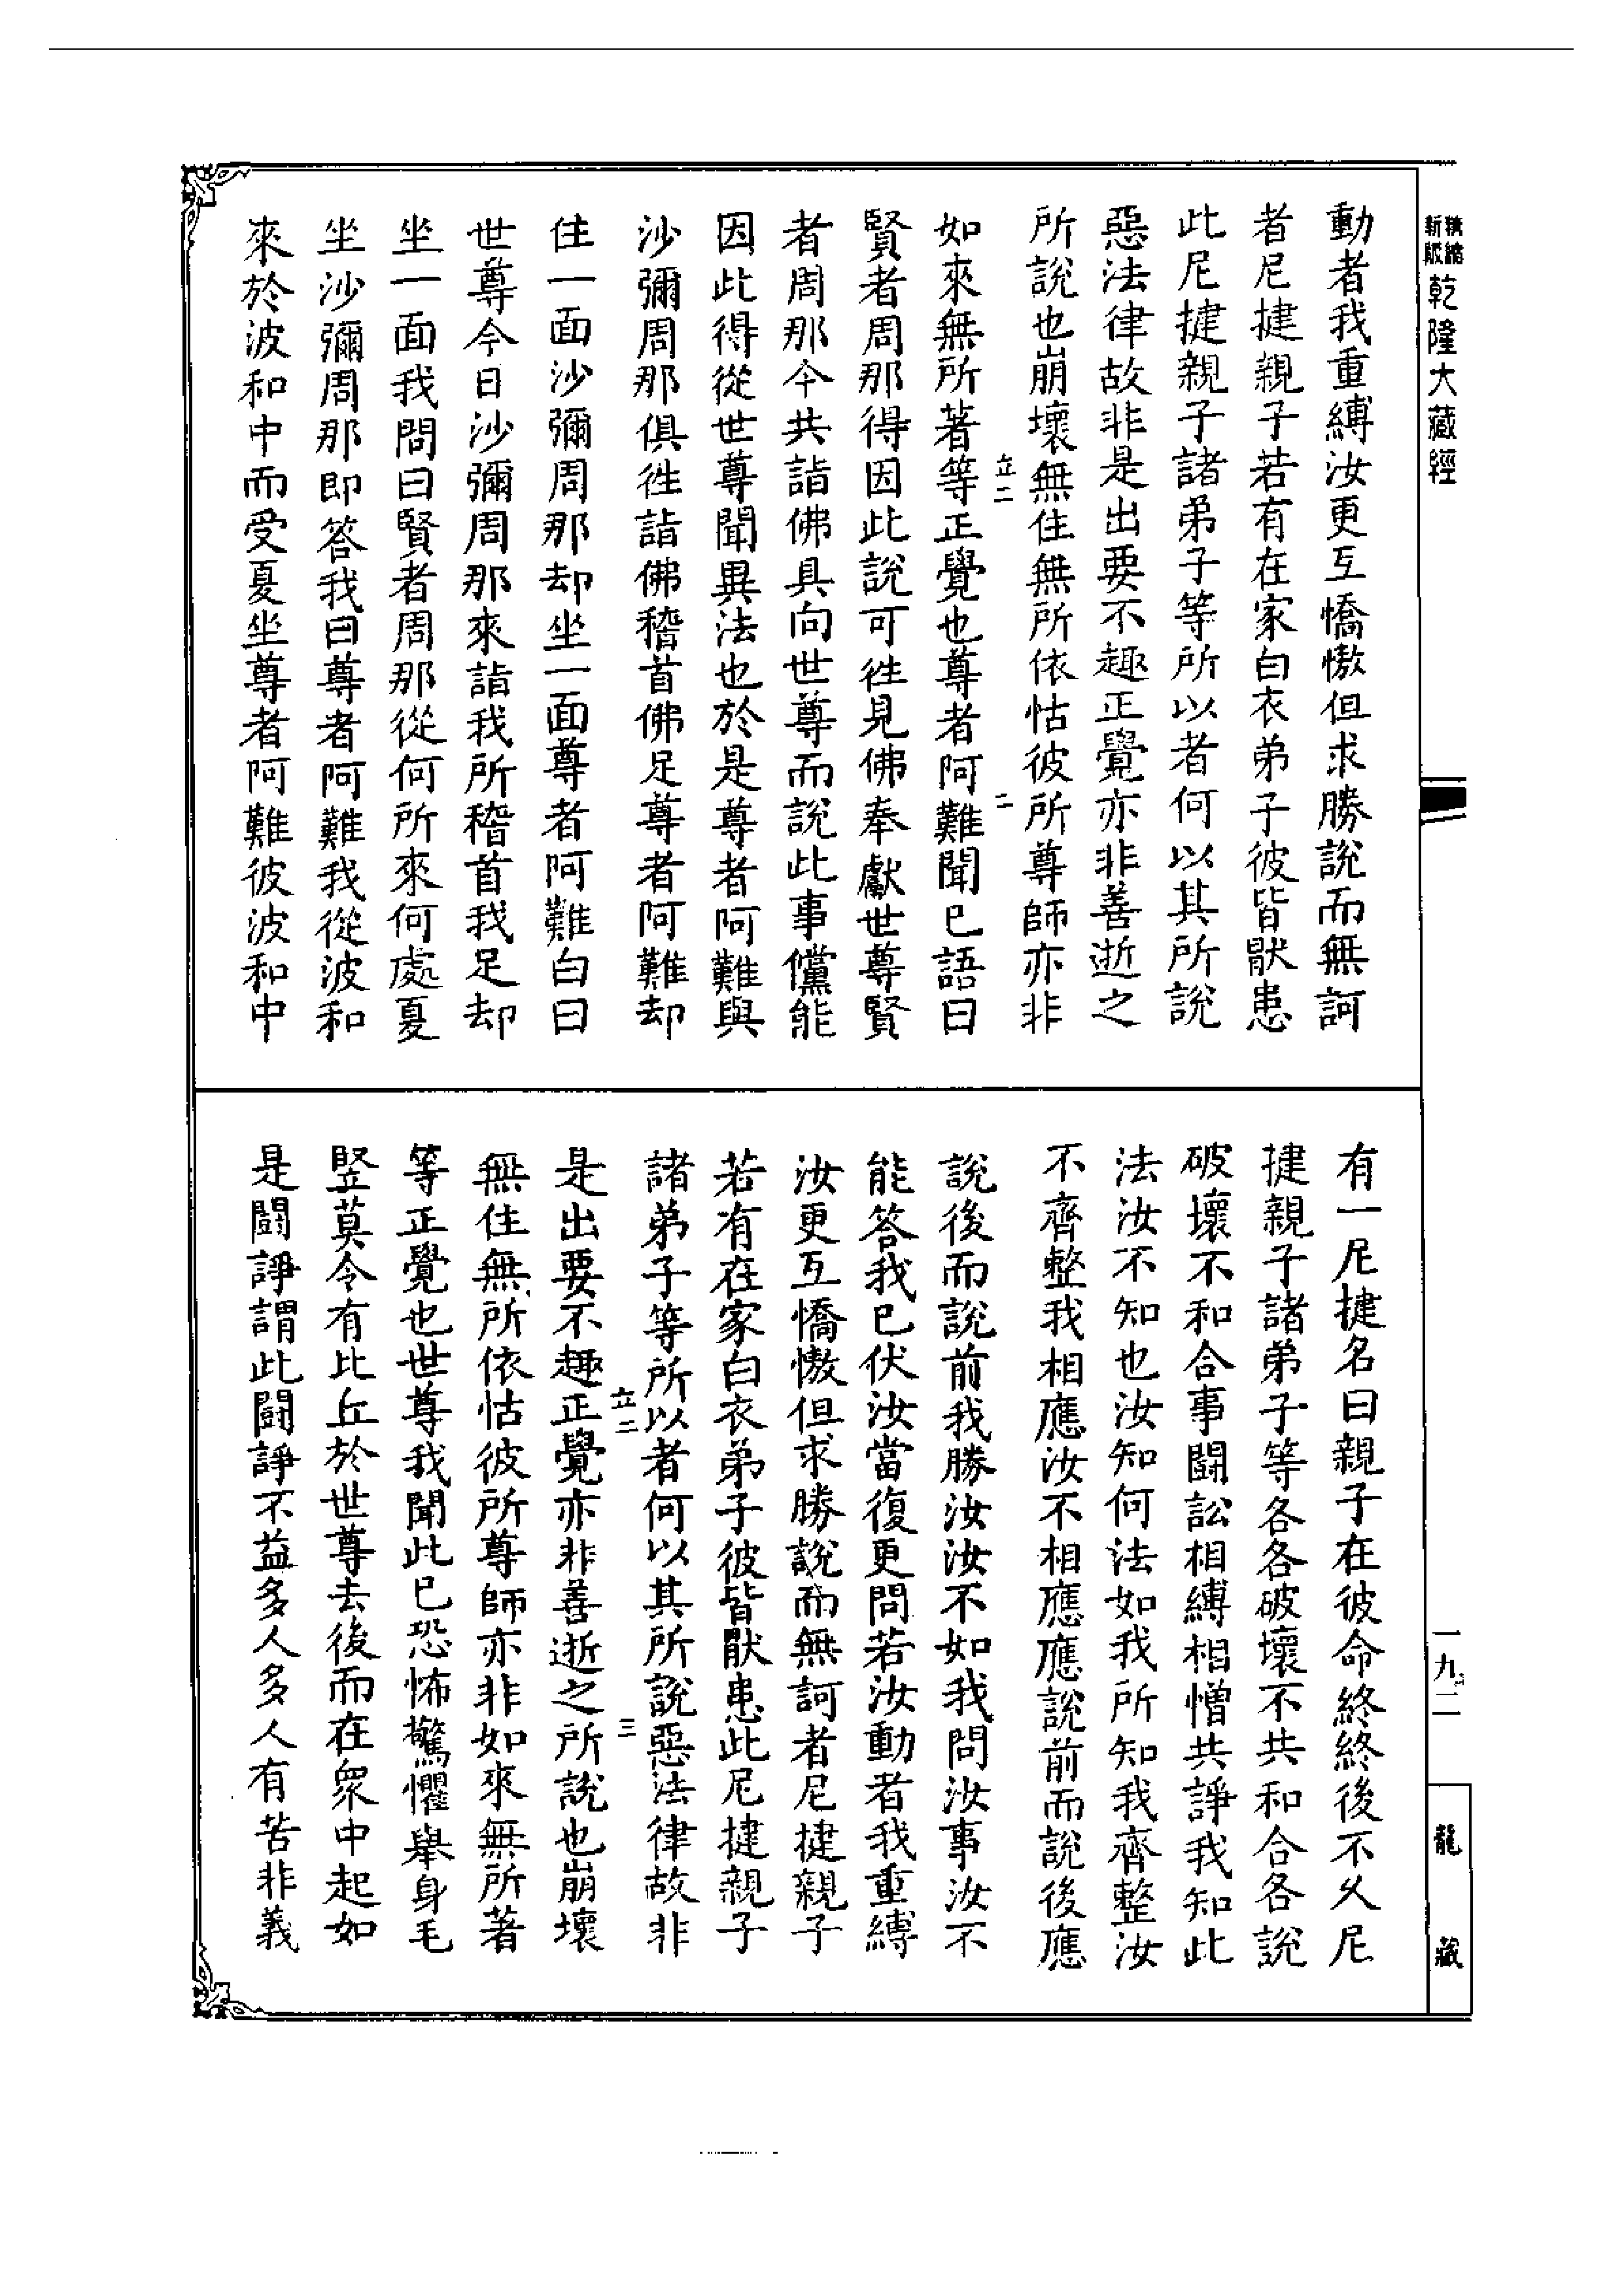 新版
精縮
乾隆大藏經
動者我重縛汝更互憍慠但求勝說而無訶
者尼揵親子若有在家白衣弟子彼皆猒患
此尼揵親子諸弟子等所以者何以其所說
惡法律故非是出要不趣正覺亦非善逝之
所說也崩壞無住無所依怙彼所尊師亦非
立二
二
如來無所著等正覺也尊者阿難聞已語曰
賢者周那得因此說可徃見佛奉獻世尊賢
者周那今共詣佛具向世尊而說此事儻能
因此得從世尊聞異法也於是尊者阿難與
沙彌周那俱徃詣佛稽首佛足尊者阿難却
住一面沙彌周那却坐一面尊者阿難白曰
世尊今日沙彌周那來詣我所稽首我足却
坐一面我問曰賢者周那從何所來何處夏
坐沙彌周那即答我曰尊者阿難我從波和
來於波和中而受夏坐尊者阿難彼波和中
有一尼揵名曰親子在彼命終終後不久尼
揵親子諸弟子等各各破壞不共和合各說
破壞不和合事鬪訟相縛相憎共諍我知此
法汝不知也汝知何法如我所知我齊整汝
不齊整我相應汝不相應應說前而說後應
說後而說前我勝汝汝不如我問汝事汝不
能答我已伏汝當復更問若汝動者我重縛
汝更互憍慠但求勝說而無訶者尼揵親子
若有在家白衣弟子彼皆猒患此尼揵親子
諸弟子等所以者何以其所說惡法律故非
立二
三
是出要不趣正覺亦非善逝之所說也崩壞
無住無所依怙彼所尊師亦非如來無所著
等正覺也世尊我聞此已恐怖驚懼舉身毛
竪莫令有比丘於世尊去後而在衆中起如
是鬪諍謂此鬪諍不益多人多人有苦非義
一九二
龍藏